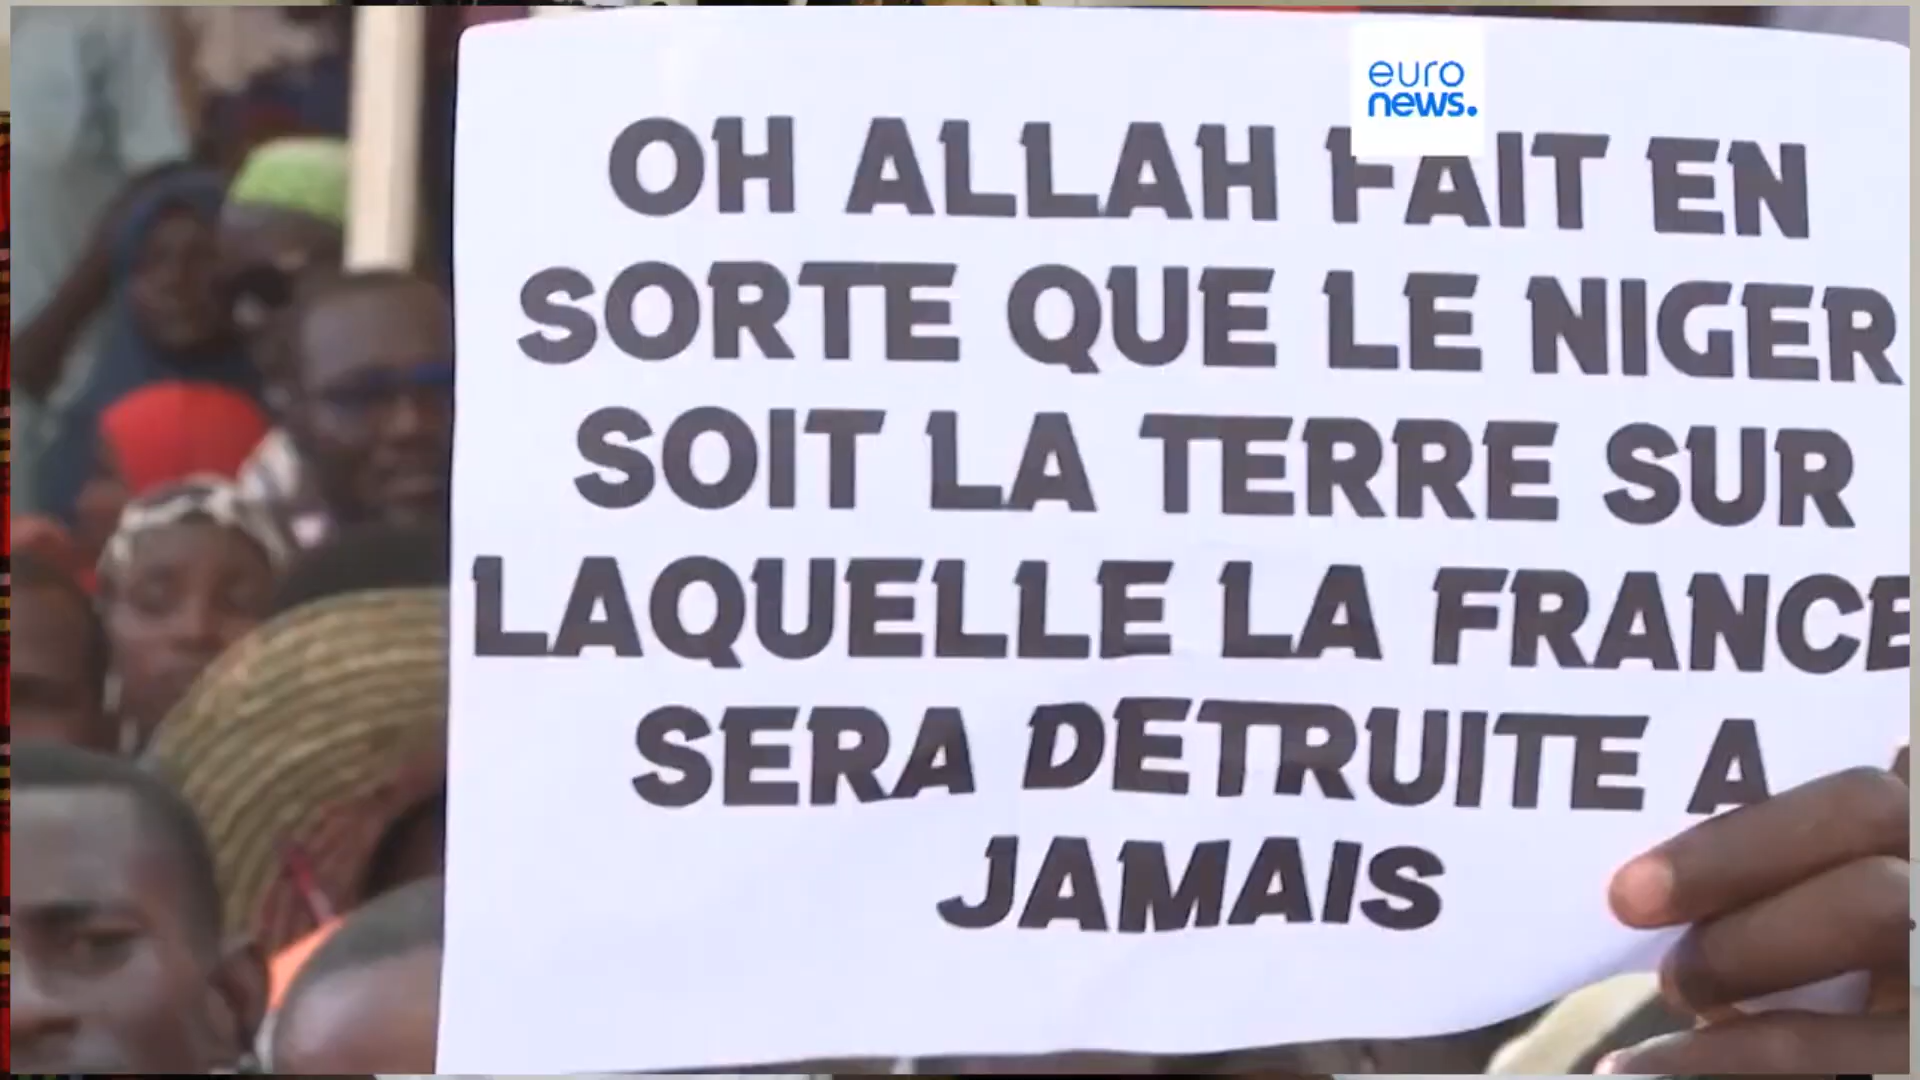 euro
news.
OH ALLAH FAIT EN
SORTE QUE LE NIGER
SOIT LA TERRE SUR
LAQUELLE LA FRANCE
SERA DETRUITE A
JAMAIS